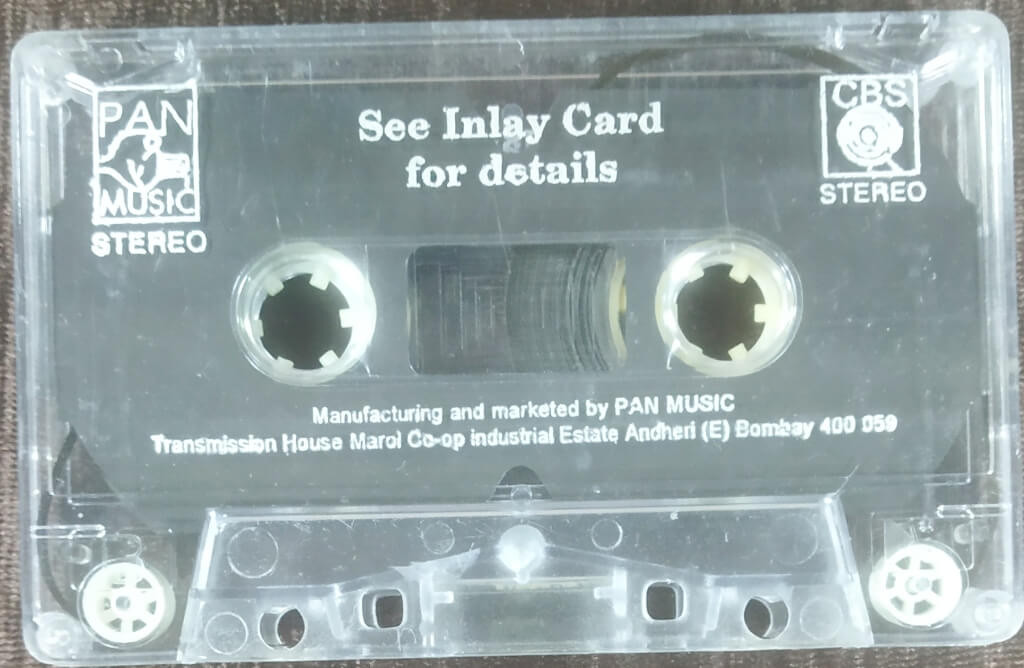 PAN
MUSIC
STEREO
See Inlay Card
for details
CBS
STEREO
Manufacturing and marketed by PAN MUSIC
Transmission House Marol Co-op industrial Estate Andheri (E) Bombay 400 059